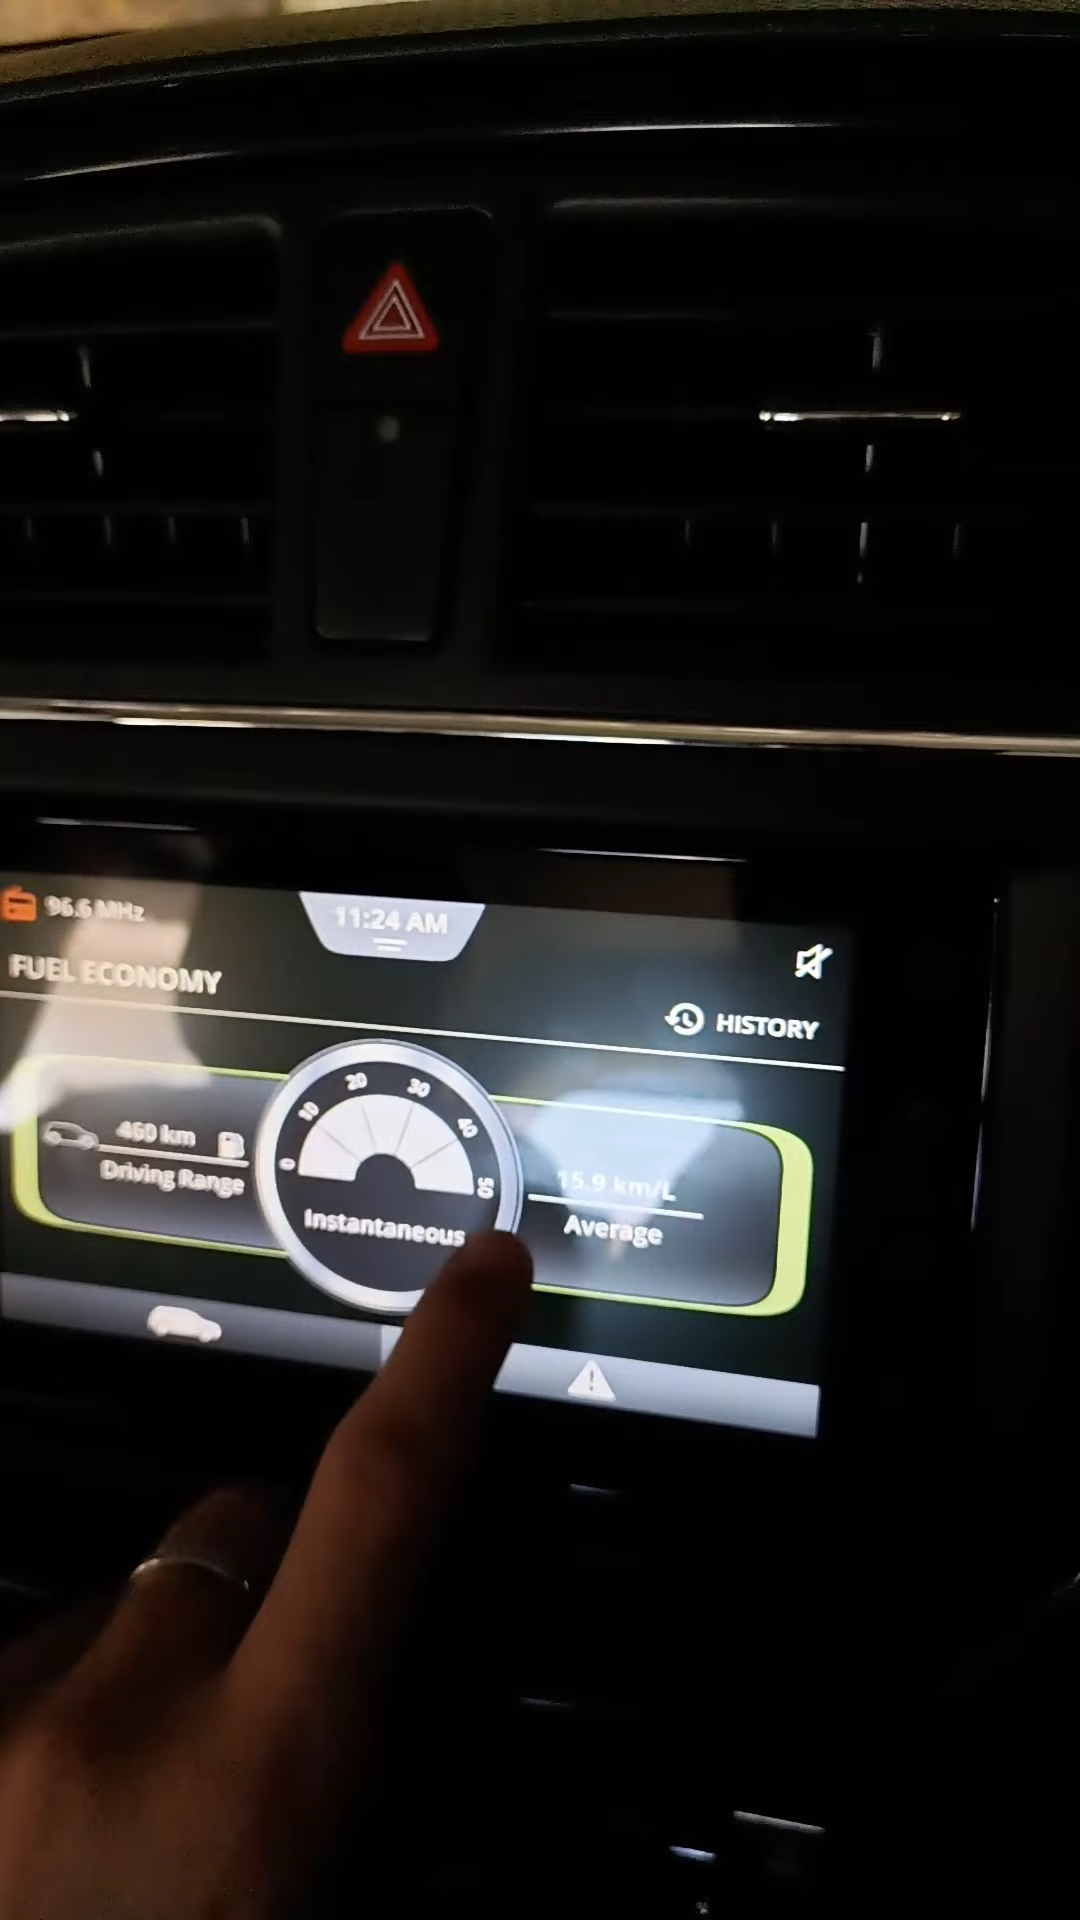 96.6 MHz
11:24 AM
FUEL ECONOMY
HISTORY
0 10 20 30 40 50
460 km
Driving Range
Instantaneous
15.9 km/L
Average